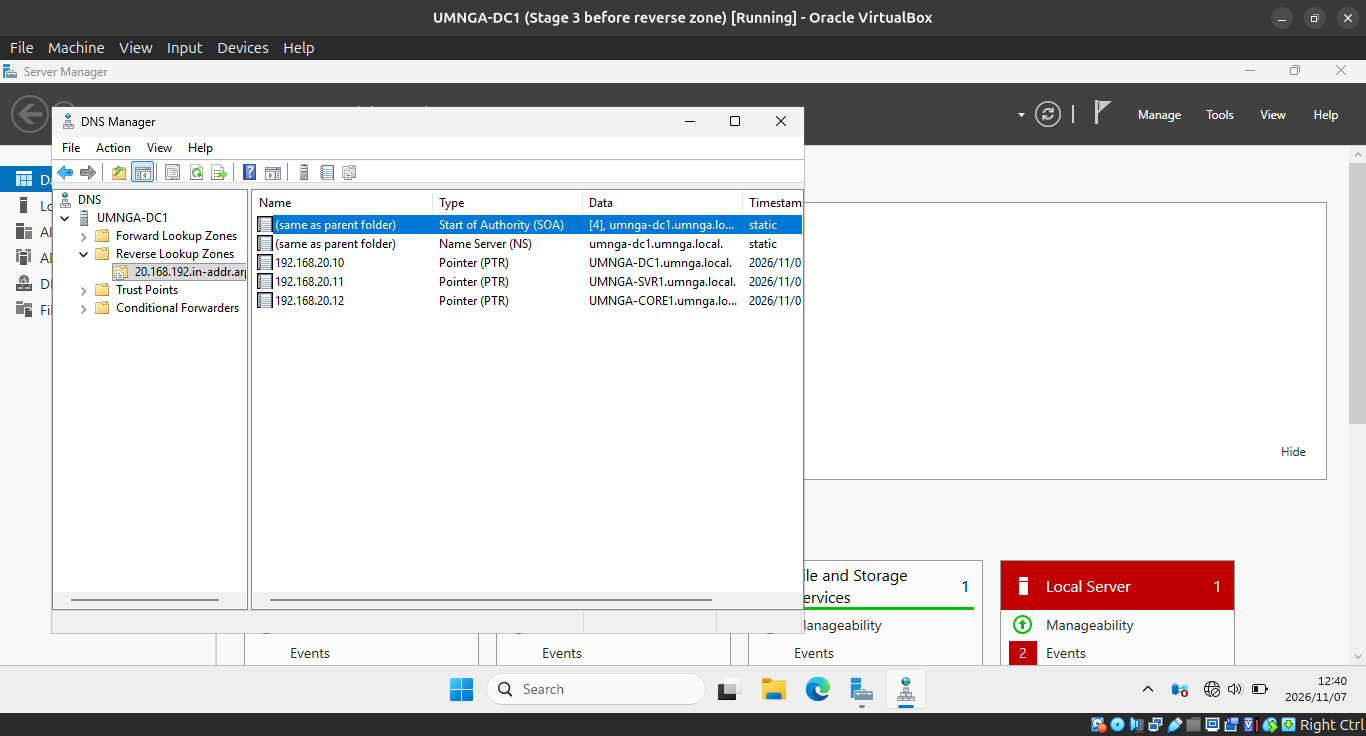 UMNGA-DC1 (Stage 3 before reverse zone) [Running] - Oracle VirtualBox
File Machine View Input Devices Help
Server Manager
Manage Tools View Help
DNS Manager
File Action View Help
DNS
UMNGA-DC1
Forward Lookup Zones
Reverse Lookup Zones
20.168.192.in-addr.arp
Trust Points
Conditional Forwarders
Name Type Data Timestam
(same as parent folder) Start of Authority (SOA) [4], umnga-dc1.umnga.lo... static
(same as parent folder) Name Server (NS) umnga-dc1.umnga.local. static
192.168.20.10 Pointer (PTR) UMNGA-DC1.umnga.local. 2026/11/0
192.168.20.11 Pointer (PTR) UMNGA-SVR1.umnga.local. 2026/11/0
192.168.20.12 Pointer (PTR) UMNGA-CORE1.umnga.lo... 2026/11/0
Hide
ile and Storage 1
ervices
Manageability
Events
Events
Events
Local Server 1
Manageability
2 Events
Search
12:40
2026/11/07
Right Ctrl